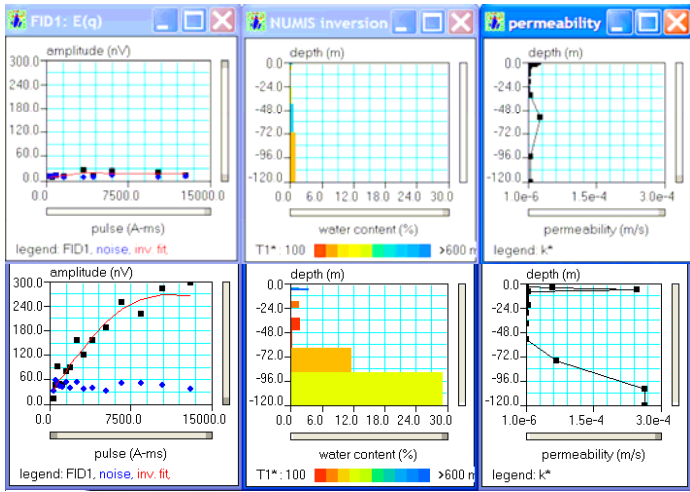 FID1: E(q)
amplitude (nV)
300.0
240.0
180.0
120.0
60.0
0.0
0.0 7500.0 15000.0
pulse (A-ms)
legend: FID1, noise, inv. fit,
NUMIS inversion
depth (m)
0.0
-24.0
-48.0
-72.0
-96.0
-120.0
0.0 6.0 12.0 18.0 24.0 30.0
water content (%)
T1*: 100 >600 m
permeability
depth (m)
0.0
-24.0
-48.0
-72.0
-96.0
-120.0
1.0e-6 1.5e-4 3.0e-4
permeability (m/s)
legend: k*
amplitude (nV)
300.0
240.0
180.0
120.0
60.0
0.0
0.0 7500.0 15000.0
pulse (A-ms)
legend: FID1, noise, inv. fit,
depth (m)
0.0
-24.0
-48.0
-72.0
-96.0
-120.0
0.0 6.0 12.0 18.0 24.0 30.0
water content (%)
T1*: 100 >600 m
depth (m)
0.0
-24.0
-48.0
-72.0
-96.0
-120.0
1.0e-6 1.5e-4 3.0e-4
permeability (m/s)
legend: k*